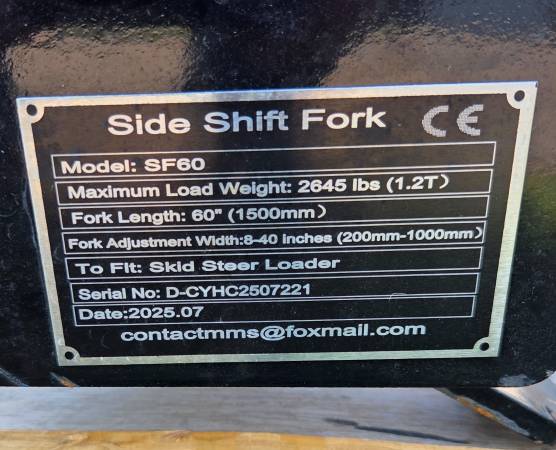 Side Shift Fork CE
Model: SF60
Maximum Load Weight: 2645 lbs (1.2T)
Fork Length: 60" (1500mm)
Fork Adjustment Width:8-40 inches (200mm-1000mm)
To Fit: Skid Steer Loader
Serial No: D-CYHC2507221
Date:2025.07
contactmms@foxmail.com